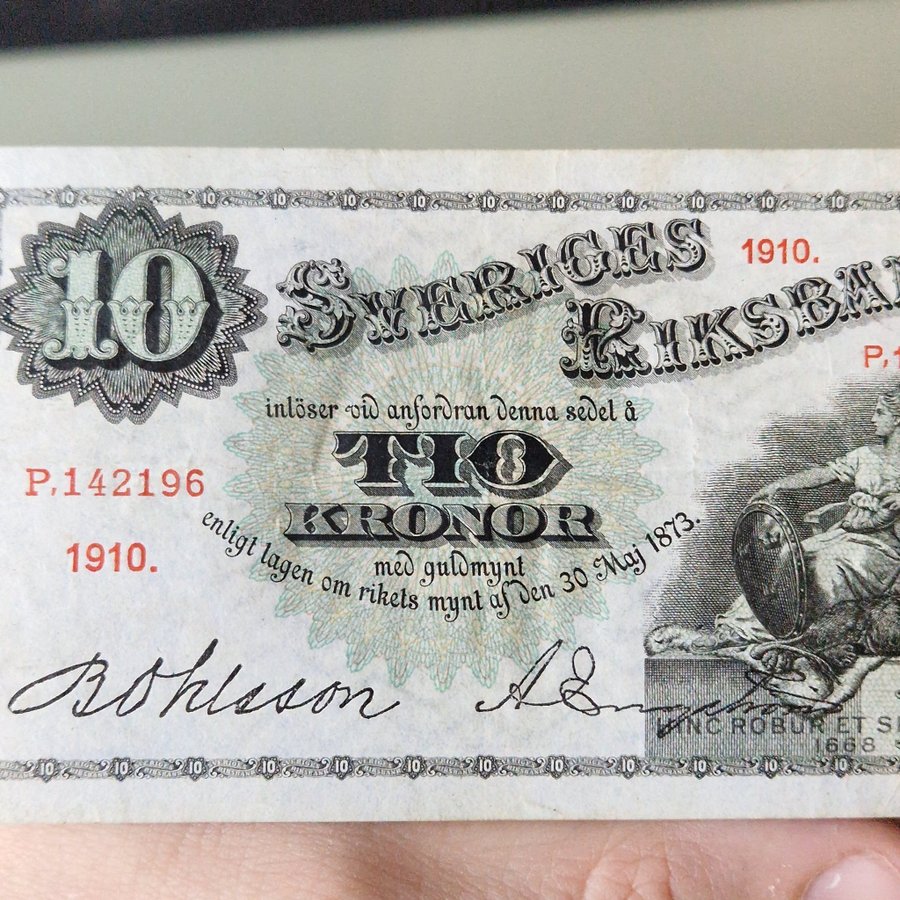 10
SVERIGES
1910.
RIKSBA
P,1
inlöser vid anfordran denna sedel å
TIO
KRONOR
P,142196
1910.
med guldmynt
enligt lagen om rikets mynt af den 30 Maj 1873.
B Ohlsson
HINC ROBUR ET S
1668